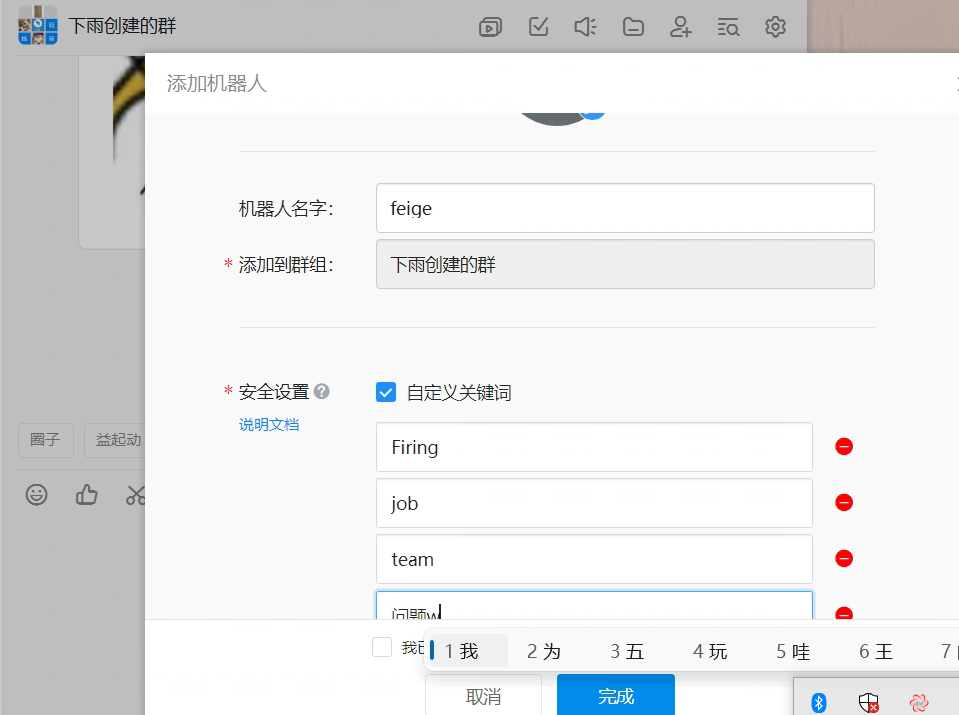 下雨创建的群
添加机器人
机器人名字：
feige
* 添加到群组：
下雨创建的群
* 安全设置 ?
自定义关键词
说明文档
Firing
job
team
问题w
圈子
益起动
我已
1 我 2 为 3 五 4 玩 5 哇 6 王 7
取消
完成